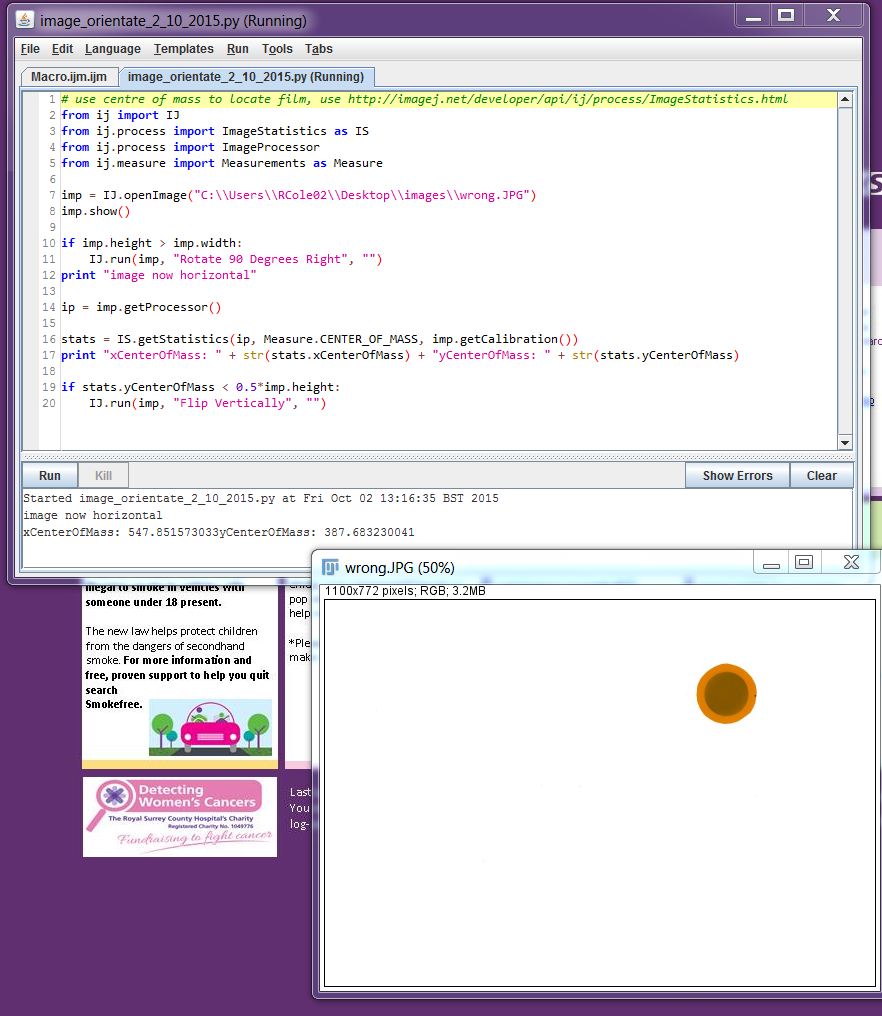 image_orientate_2_10_2015.py (Running)
File Edit Language Templates Run Tools Tabs
Macro.ijm.ijm image_orientate_2_10_2015.py (Running)
1 # use centre of mass to locate film, use http://imagej.net/developer/api/ij/process/ImageStatistics.html
2 from ij import IJ
3 from ij.process import ImageStatistics as IS
4 from ij.process import ImageProcessor
5 from ij.measure import Measurements as Measure
6
7 imp = IJ.openImage("C:\\Users\\RCole02\\Desktop\\images\\wrong.JPG")
8 imp.show()
9
10 if imp.height > imp.width:
11     IJ.run(imp, "Rotate 90 Degrees Right", "")
12 print "image now horizontal"
13
14 ip = imp.getProcessor()
15
16 stats = IS.getStatistics(ip, Measure.CENTER_OF_MASS, imp.getCalibration())
17 print "xCenterOfMass: " + str(stats.xCenterOfMass) + "yCenterOfMass: " + str(stats.yCenterOfMass)
18
19 if stats.yCenterOfMass < 0.5*imp.height:
20     IJ.run(imp, "Flip Vertically", "")
Run Kill Show Errors Clear
Started image_orientate_2_10_2015.py at Fri Oct 02 13:16:35 BST 2015
image now horizontal
xCenterOfMass: 547.851573033yCenterOfMass: 387.683230041
wrong.JPG (50%)
1100x772 pixels; RGB; 3.2MB
illegal to smoke in vehicles with
someone under 18 present.
The new law helps protect children
from the dangers of secondhand
smoke. For more information and
free, proven support to help you quit
search
Smokefree.
pop
help
*Ple
mak
Detecting
Women's Cancers
The Royal Surrey County Hospital's Charity
Registered Charity No. 1049776
Fundraising to fight cancer
Last
You
log-